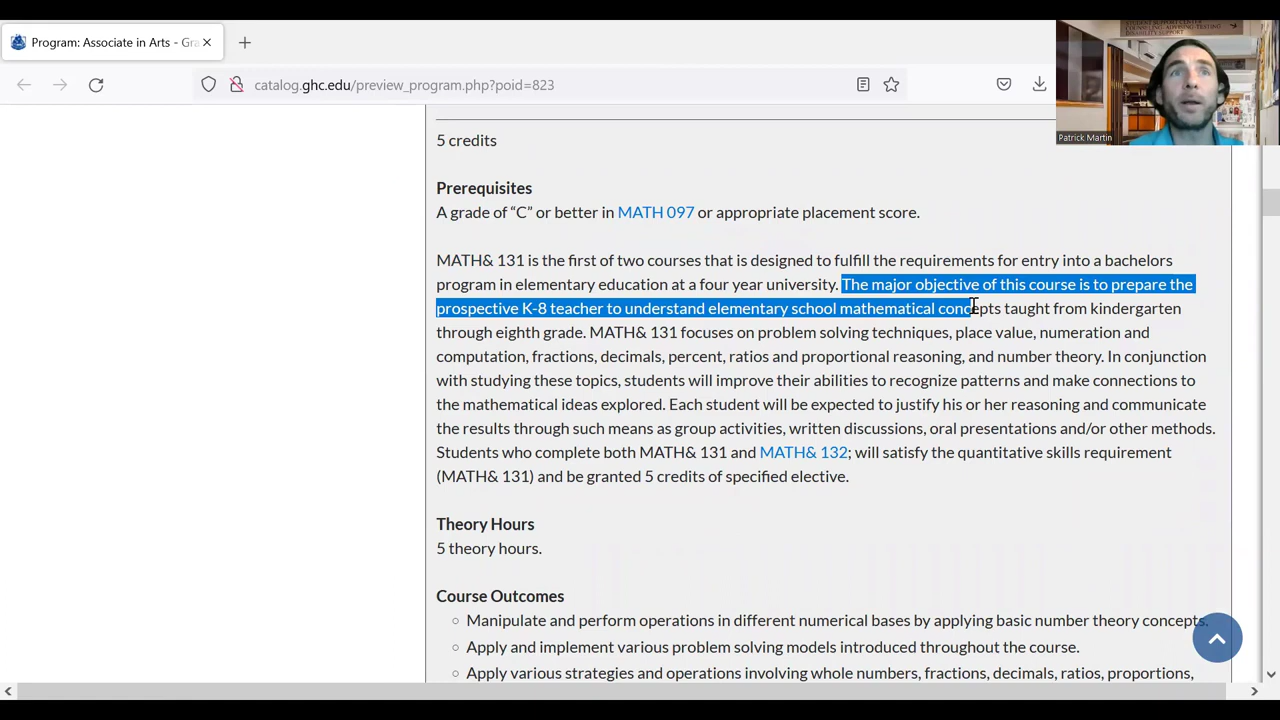 Program: Associate in Arts - Gra
catalog.ghc.edu/preview_program.php?poid=823
STUDENT SUPPORT CENTER
COUNSELING-ADVISING-TESTING
DISABILITY SUPPORT
Patrick Martin
5 credits
Prerequisites
A grade of “C” or better in MATH 097 or appropriate placement score.
MATH& 131 is the first of two courses that is designed to fulfill the requirements for entry into a bachelors
program in elementary education at a four year university. The major objective of this course is to prepare the
prospective K-8 teacher to understand elementary school mathematical concepts taught from kindergarten
through eighth grade. MATH& 131 focuses on problem solving techniques, place value, numeration and
computation, fractions, decimals, percent, ratios and proportional reasoning, and number theory. In conjunction
with studying these topics, students will improve their abilities to recognize patterns and make connections to
the mathematical ideas explored. Each student will be expected to justify his or her reasoning and communicate
the results through such means as group activities, written discussions, oral presentations and/or other methods.
Students who complete both MATH& 131 and MATH& 132; will satisfy the quantitative skills requirement
(MATH& 131) and be granted 5 credits of specified elective.
Theory Hours
5 theory hours.
Course Outcomes
Manipulate and perform operations in different numerical bases by applying basic number theory concepts.
Apply and implement various problem solving models introduced throughout the course.
Apply various strategies and operations involving whole numbers, fractions, decimals, ratios, proportions,